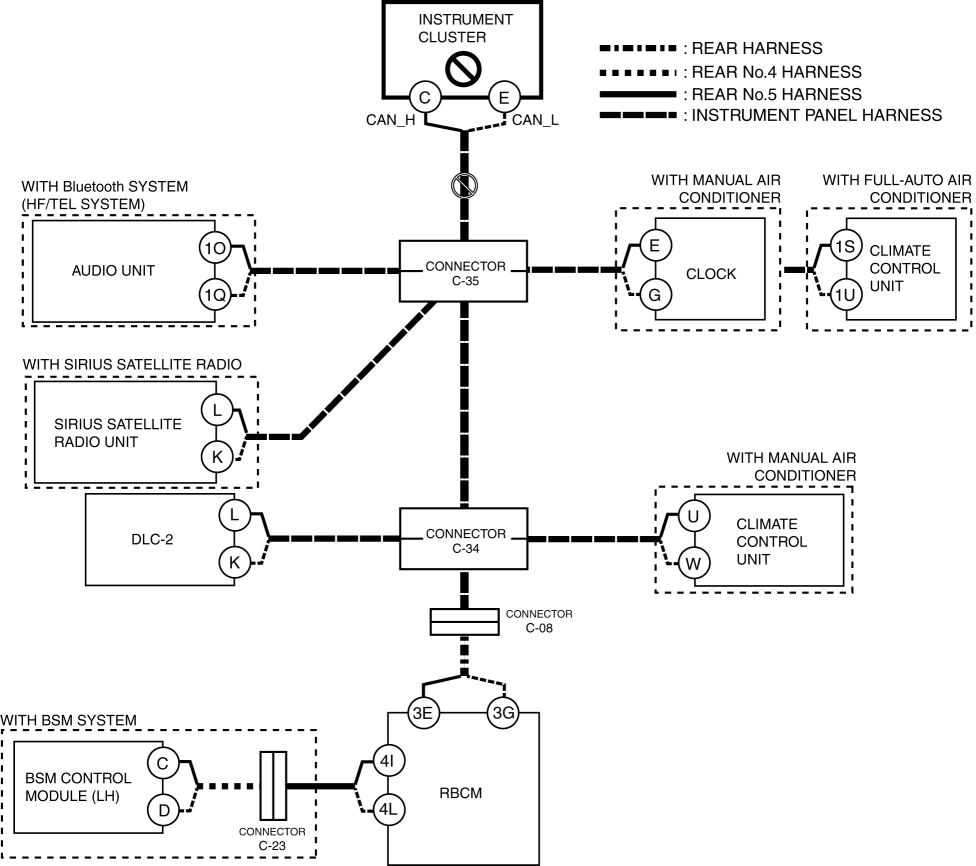 INSTRUMENT
CLUSTER
C
E
CAN_H
CAN_L
: REAR HARNESS
: REAR No.4 HARNESS
: REAR No.5 HARNESS
: INSTRUMENT PANEL HARNESS
WITH Bluetooth SYSTEM
(HF/TEL SYSTEM)
AUDIO UNIT
1O
1Q
CONNECTOR
C-35
WITH MANUAL AIR
CONDITIONER
E
G
CLOCK
WITH FULL-AUTO AIR
CONDITIONER
1S
1U
CLIMATE
CONTROL
UNIT
WITH SIRIUS SATELLITE RADIO
SIRIUS SATELLITE
RADIO UNIT
L
K
DLC-2
L
K
CONNECTOR
C-34
WITH MANUAL AIR
CONDITIONER
U
W
CLIMATE
CONTROL
UNIT
CONNECTOR
C-08
3E
3G
4I
4L
RBCM
WITH BSM SYSTEM
BSM CONTROL
MODULE (LH)
C
D
CONNECTOR
C-23